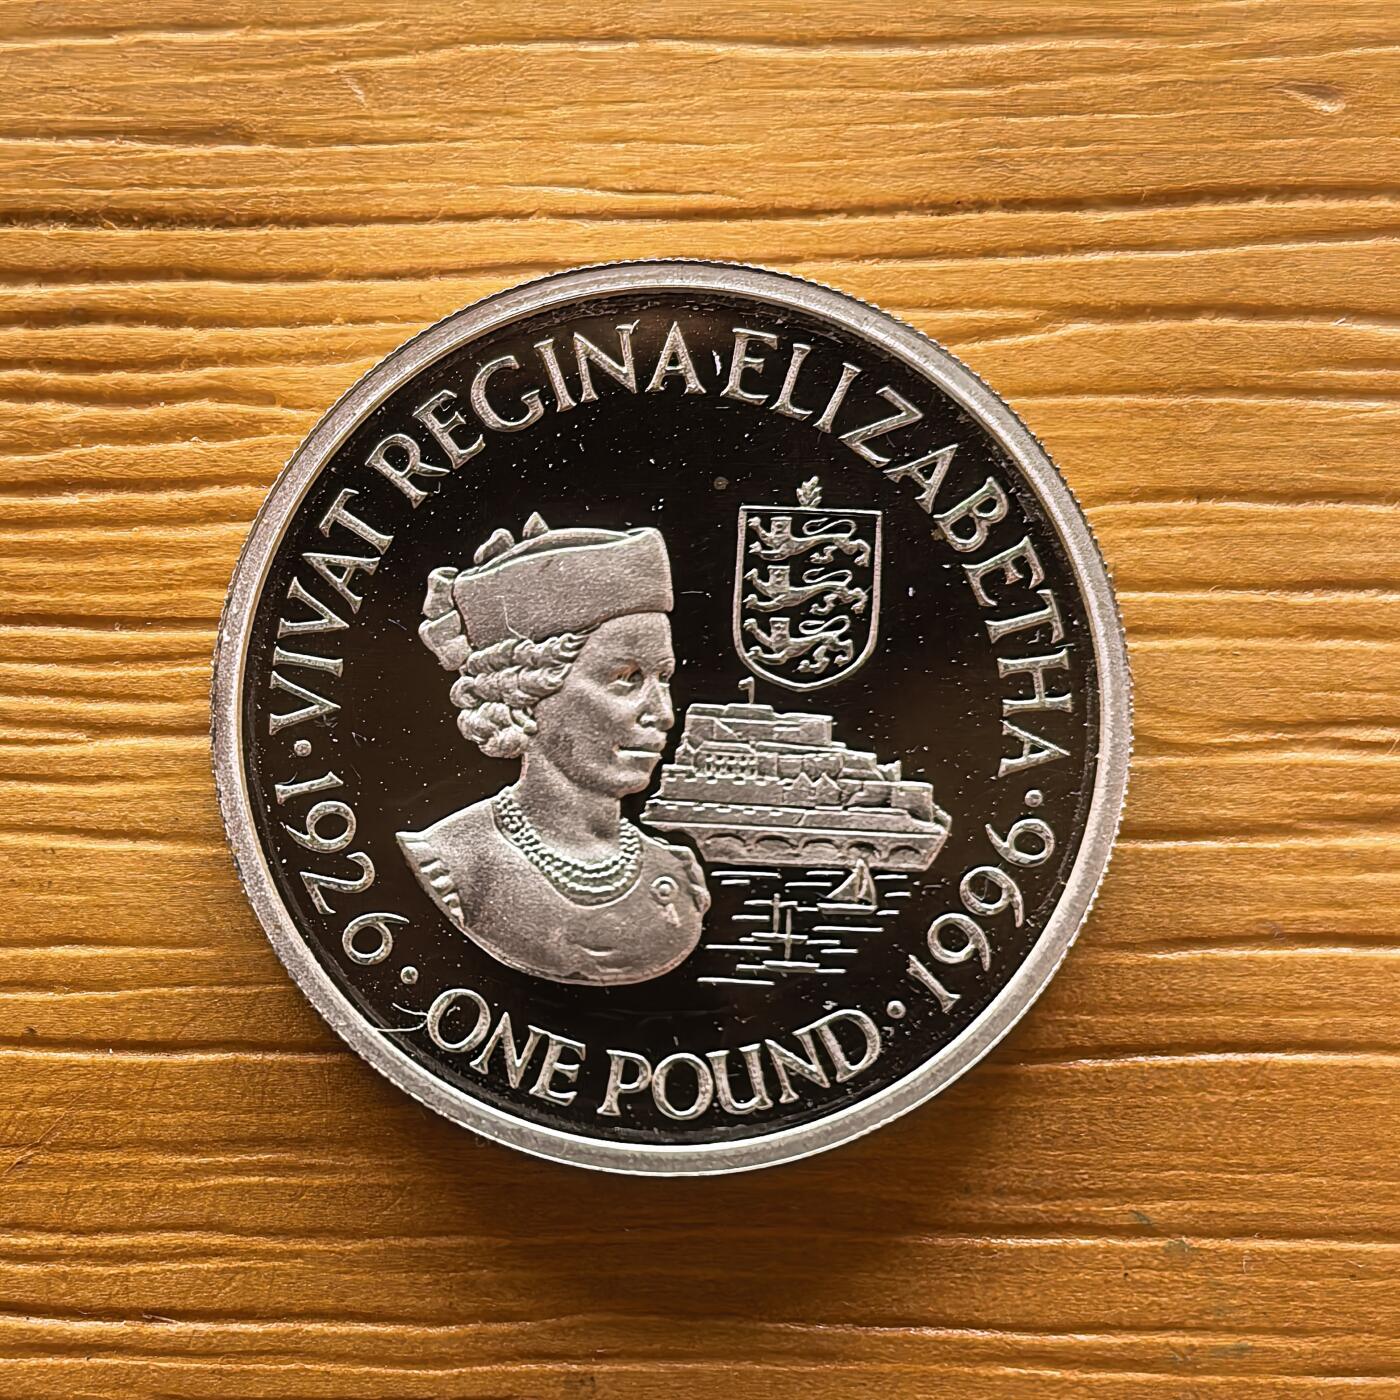 · VIVAT REGINA ELIZABETHA ·
1926 · ONE POUND · 1996